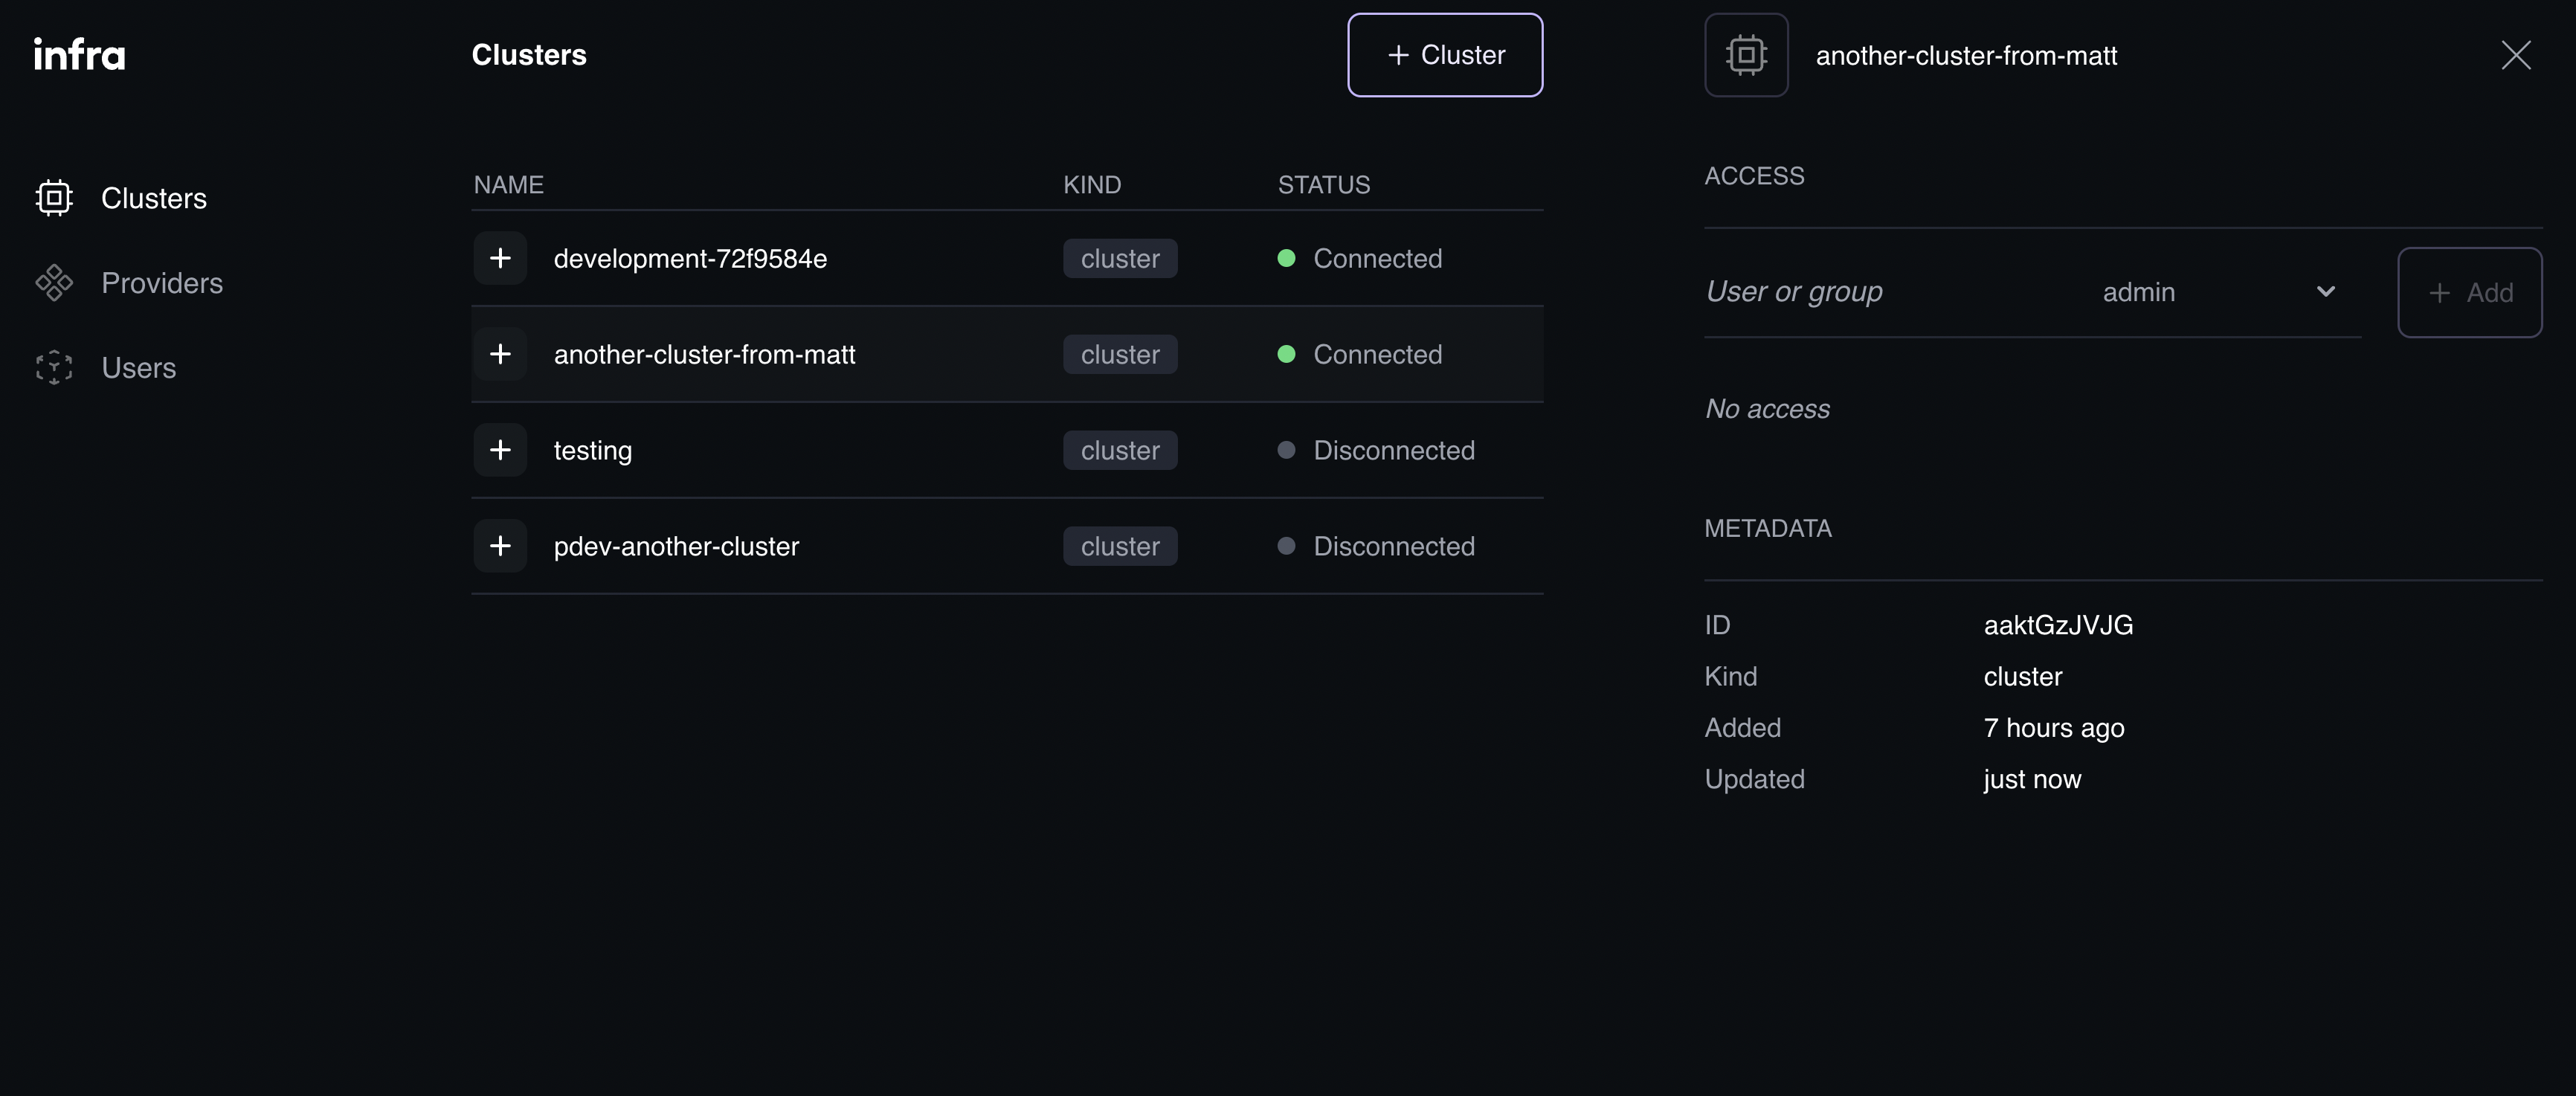 infra
Clusters
Providers
Users
Clusters
+ Cluster
NAME KIND STATUS
+ development-72f9584e cluster Connected
+ another-cluster-from-matt cluster Connected
+ testing cluster Disconnected
+ pdev-another-cluster cluster Disconnected
another-cluster-from-matt
ACCESS
User or group admin + Add
No access
METADATA
ID aaktGzJVJG
Kind cluster
Added 7 hours ago
Updated just now